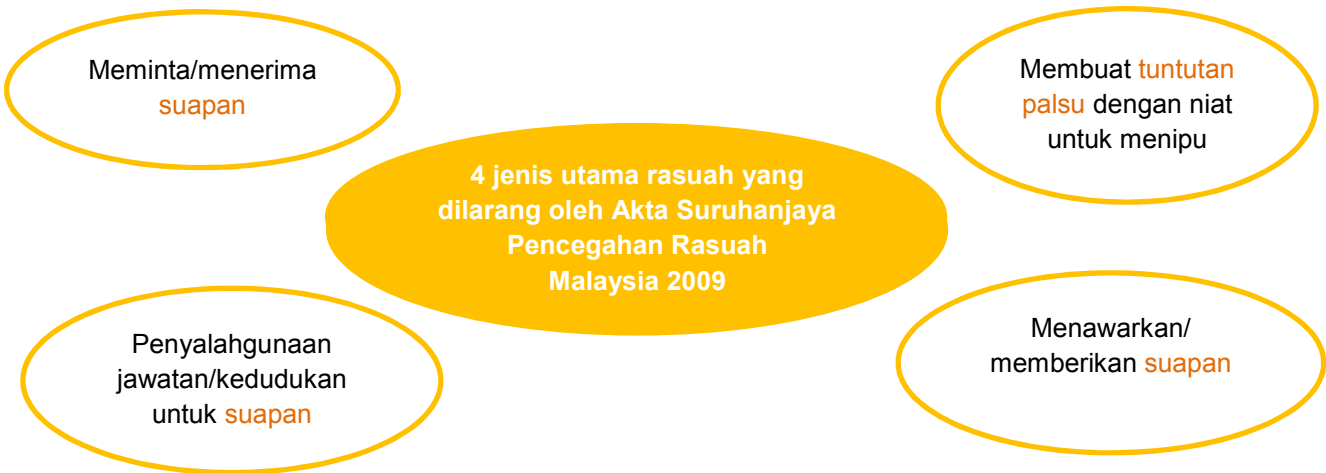 Meminta/menerima
suapan
Membuat tuntutan
palsu dengan niat
untuk menipu
4 jenis utama rasuah yang
dilarang oleh Akta Suruhanjaya
Pencegahan Rasuah
Malaysia 2009
Penyalahgunaan
jawatan/kedudukan
untuk suapan
Menawarkan/
memberikan suapan